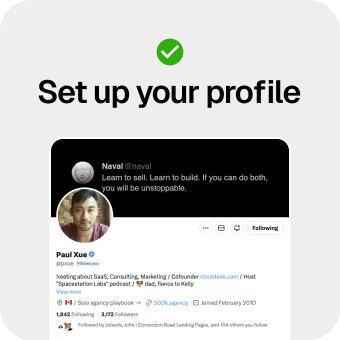 Set up your profile
Naval @naval
Learn to sell. Learn to build. If you can do both,
you will be unstoppable.
Following
Paul Xue
@pxue Follows you
Xeeting about SaaS, Consulting, Marketing / Cofounder cloutdesk.com / Host
"Spacestation Labs" podcast / 🐶 dad, fiance to Kelly
View more
🇨🇦 / Solo agency playbook → 500k.agency Joined February 2010
1,842 Following 3,172 Followers
Followed by Jobsolv, John | Conversion Road Landing Pages, and 104 others you follow